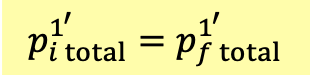 p_{i total}^{1′} = p_{f total}^{1′}